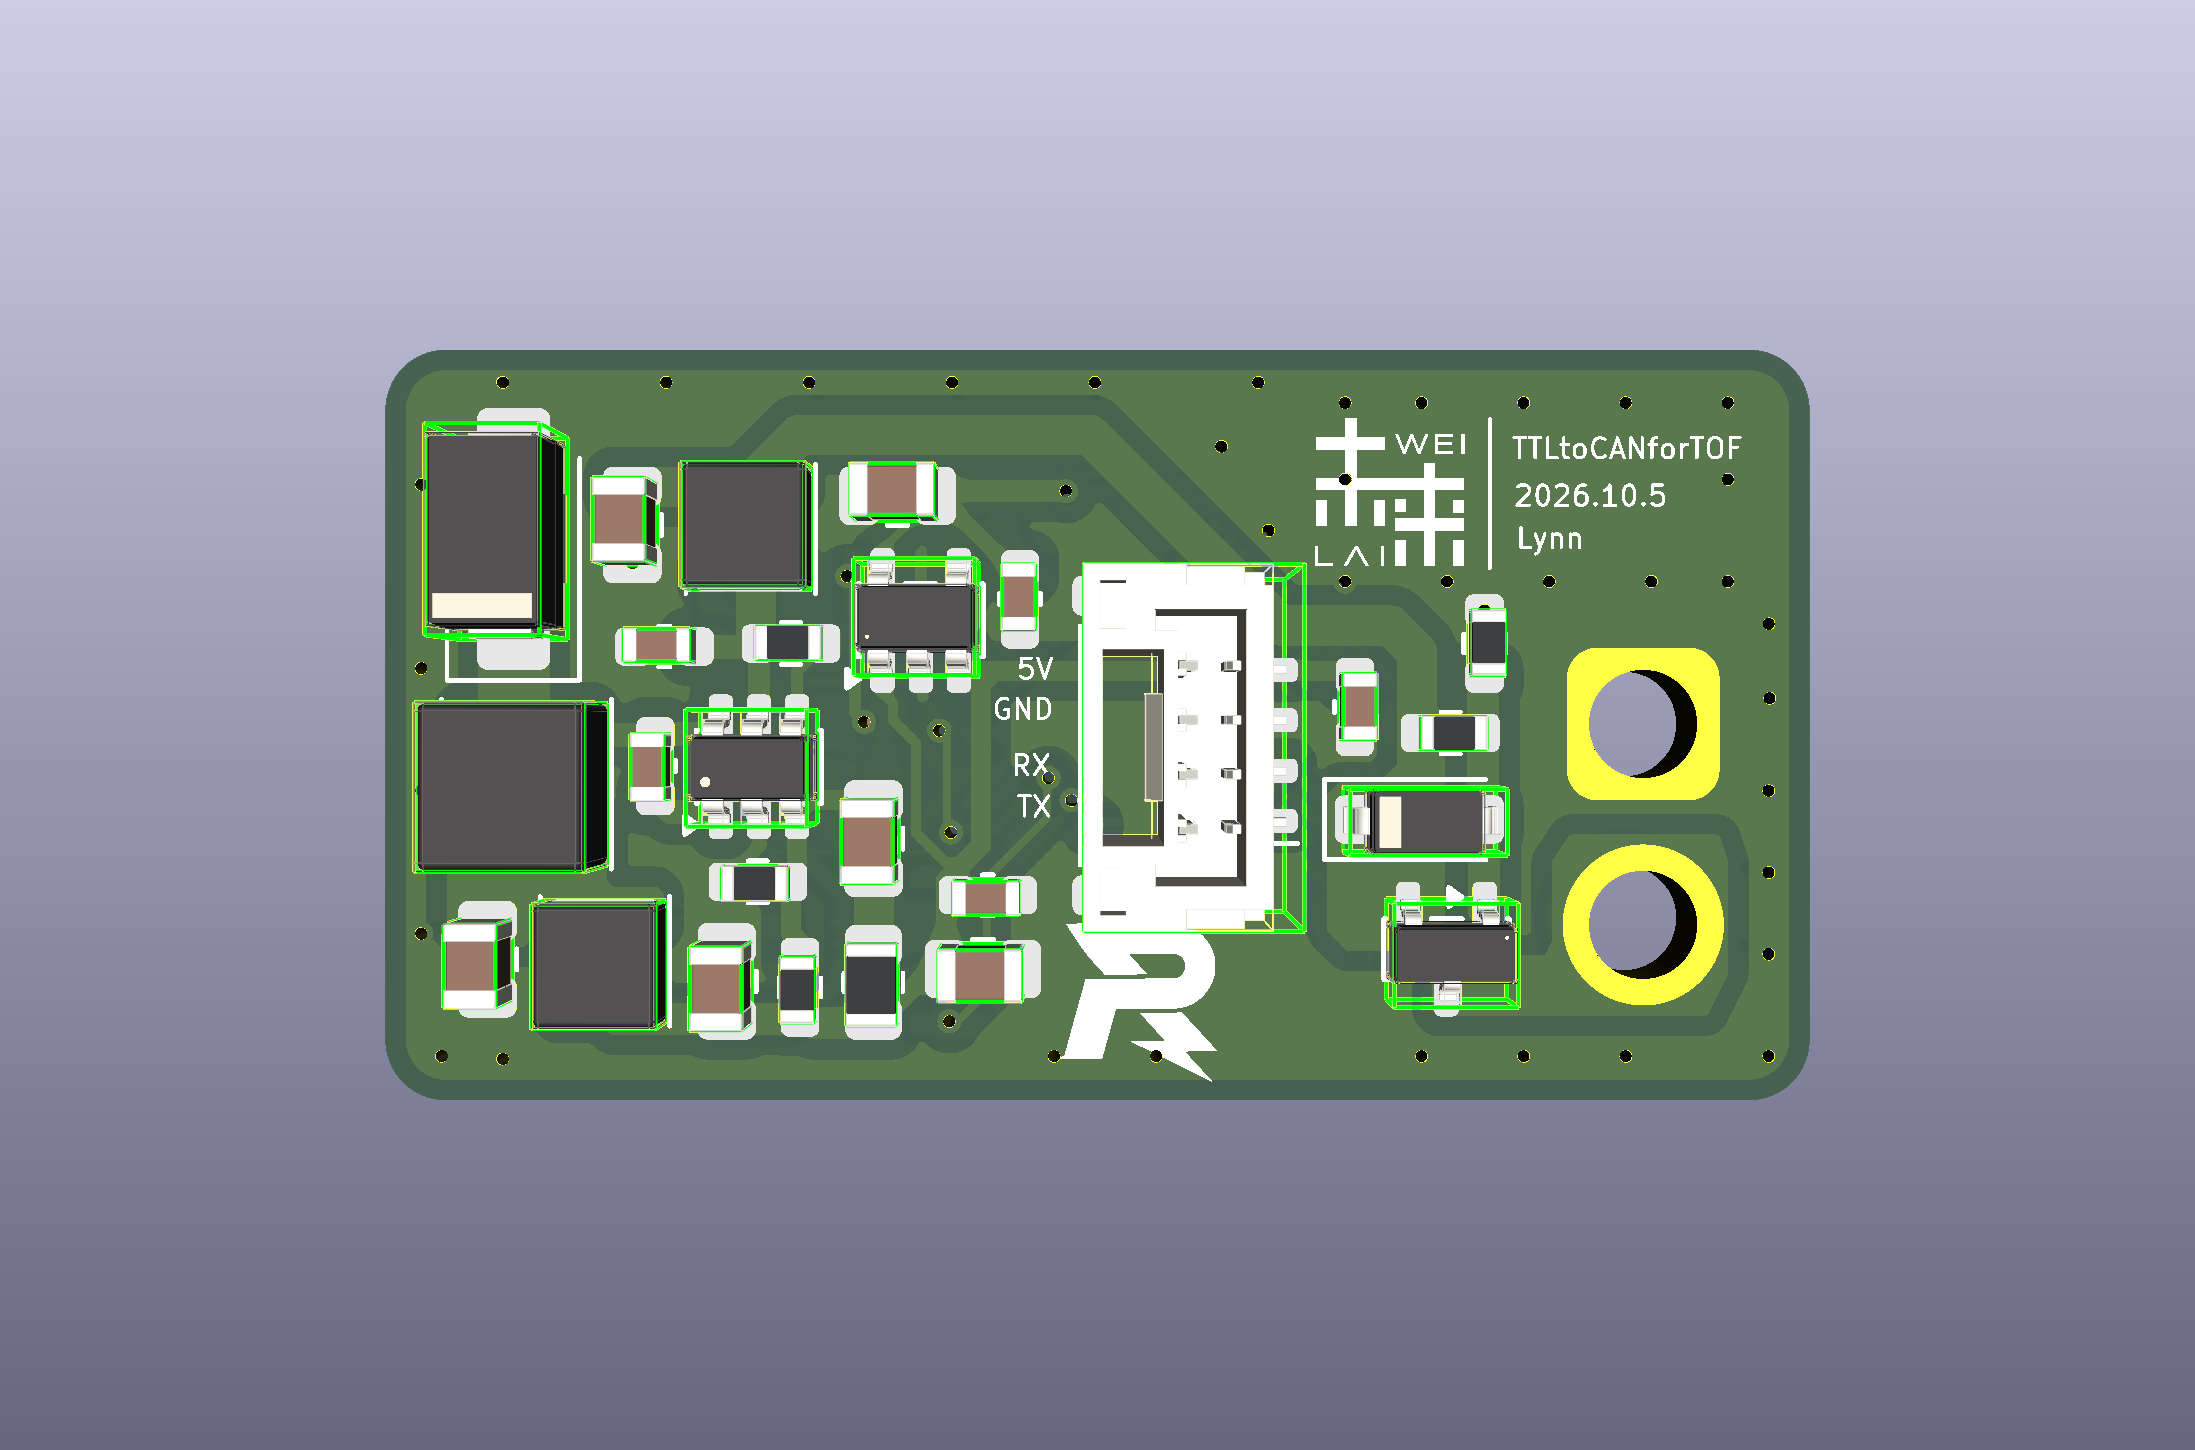 WEI
LAI
TTLtoCANforTOF
2026.10.5
Lynn
5V
GND
RX
TX